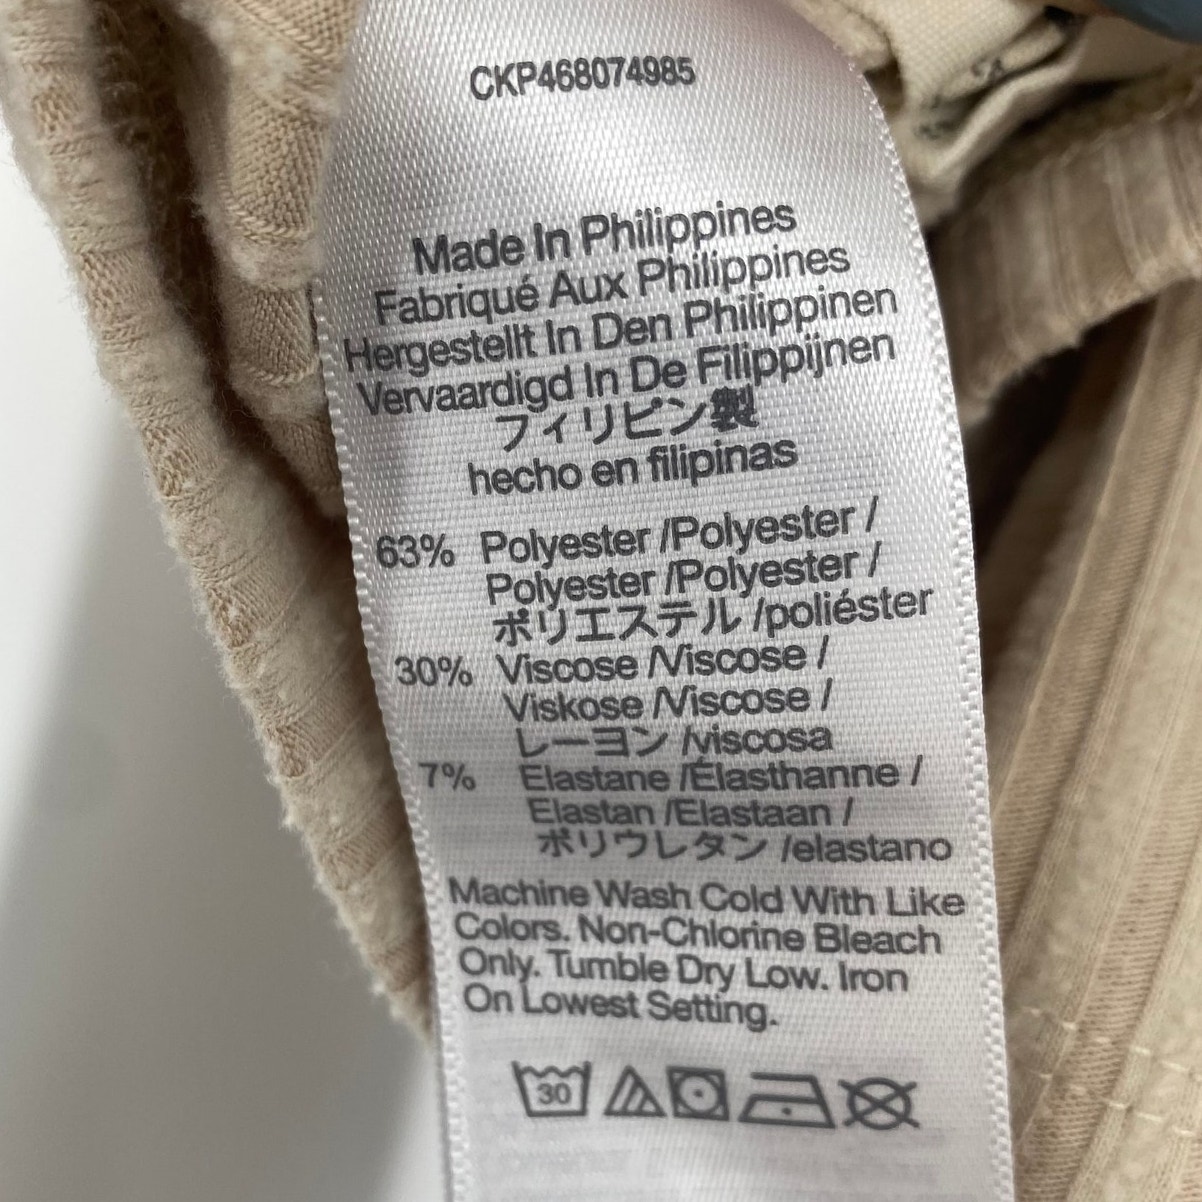 CKP468074985
Made In Philippines
Fabriqué Aux Philippines
Hergestellt In Den Philippinen
Vervaardigd In De Filippijnen
フィリピン製
hecho en filipinas
63% Polyester /Polyester /
Polyester /Polyester /
ポリエステル /poliéster
30% Viscose /Viscose /
Viskose /Viscose /
レーヨン /viscosa
7% Elastane /Élasthanne /
Elastan /Elastaan /
ポリウレタン /elastano
Machine Wash Cold With Like
Colors. Non-Chlorine Bleach
Only. Tumble Dry Low. Iron
On Lowest Setting.
30